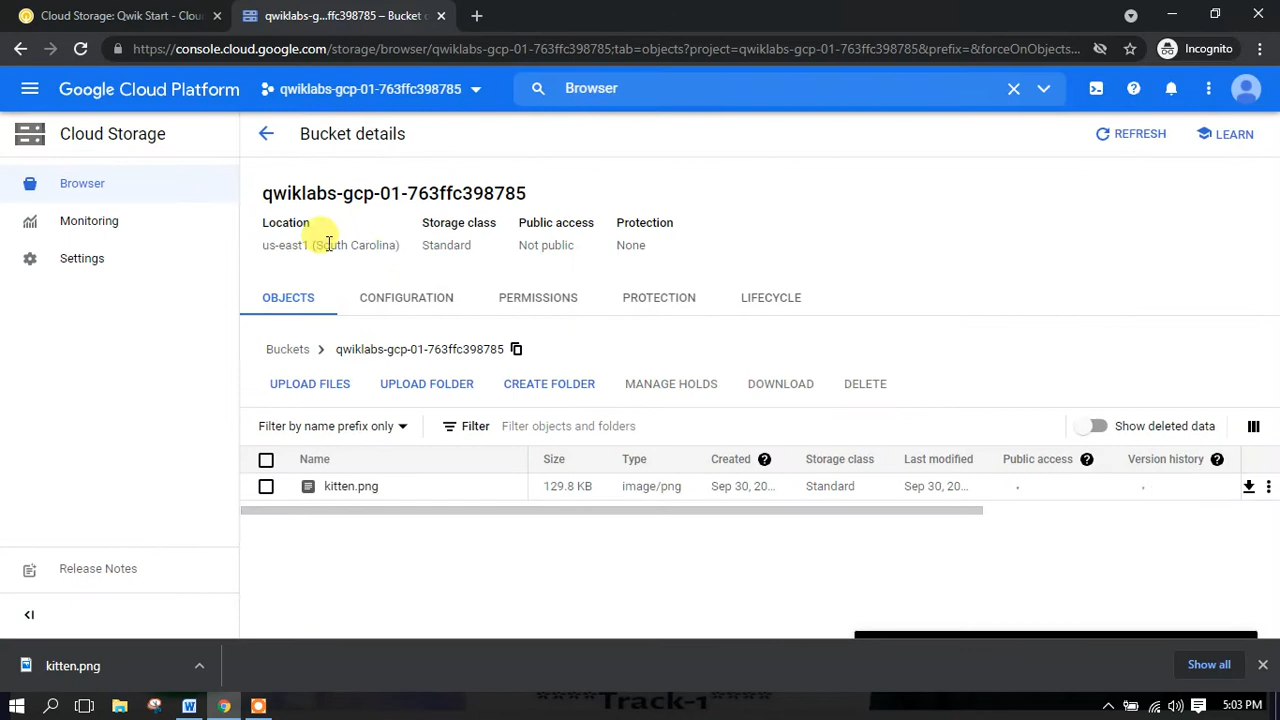 Cloud Storage: Qwik Start - Clou
qwiklabs-g...ffc398785 – Bucket d
https://console.cloud.google.com/storage/browser/qwiklabs-gcp-01-763ffc398785;tab=objects?project=qwiklabs-gcp-01-763ffc398785&prefix=&forceOnObjects...
Incognito
Google Cloud Platform
qwiklabs-gcp-01-763ffc398785
Browser
Cloud Storage
Bucket details
REFRESH
LEARN
Browser
Monitoring
Settings
qwiklabs-gcp-01-763ffc398785
Location Storage class Public access Protection
us-east1 (South Carolina) Standard Not public None
OBJECTS CONFIGURATION PERMISSIONS PROTECTION LIFECYCLE
Buckets > qwiklabs-gcp-01-763ffc398785
UPLOAD FILES UPLOAD FOLDER CREATE FOLDER MANAGE HOLDS DOWNLOAD DELETE
Filter by name prefix only Filter Filter objects and folders Show deleted data
Name Size Type Created Storage class Last modified Public access Version history
kitten.png 129.8 KB image/png Sep 30, 20... Standard Sep 30, 20...
Release Notes
kitten.png
Show all
****Track-1****
5:03 PM